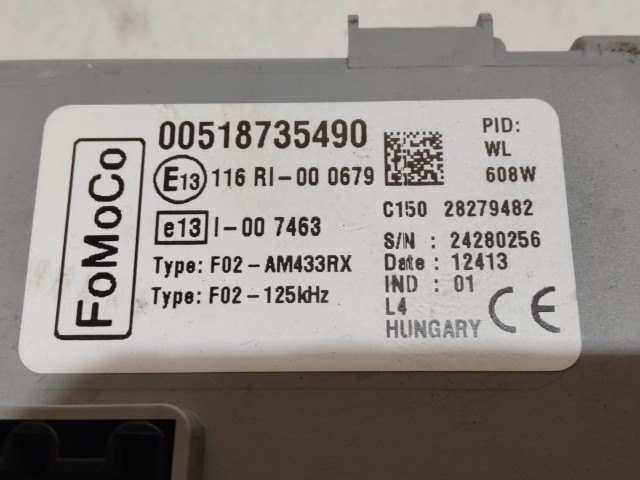 FoMoCo
00518735490
E13 116 RI-00 0679
e13 I-00 7463
Type: F02-AM433RX
Type: F02-125kHz
PID:
WL
608W
C150 28279482
S/N : 24280256
Date : 12413
IND : 01
L4
HUNGARY CE